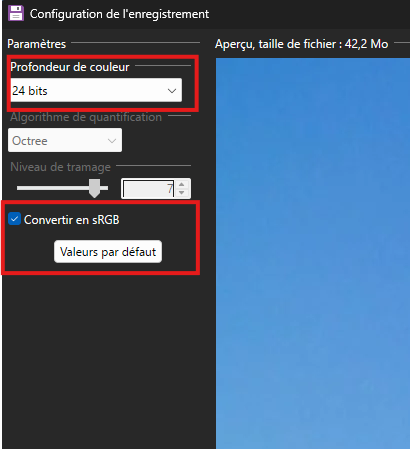 Configuration de l'enregistrement
Paramètres
Aperçu, taille de fichier : 42,2 Mo
Profondeur de couleur
24 bits
Algorithme de quantification
Octree
Niveau de tramage
7
Convertir en sRGB
Valeurs par défaut